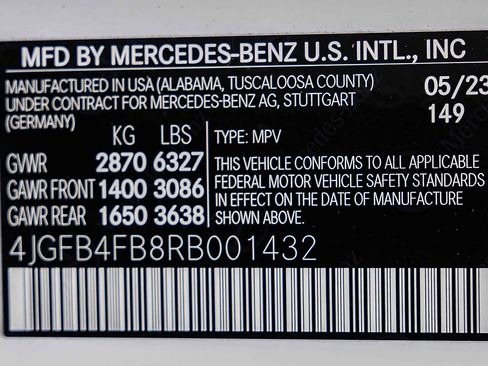 MFD BY MERCEDES-BENZ U.S. INTL., INC
MANUFACTURED IN USA (ALABAMA, TUSCALOOSA COUNTY) 05/23
UNDER CONTRACT FOR MERCEDES-BENZ AG, STUTTGART 149
(GERMANY)
KG LBS TYPE: MPV
GVWR 2870 6327 THIS VEHICLE CONFORMS TO ALL APPLICABLE
GAWR FRONT 1400 3086 FEDERAL MOTOR VEHICLE SAFETY STANDARDS
IN EFFECT ON THE DATE OF MANUFACTURE
GAWR REAR 1650 3638 SHOWN ABOVE.
4JGFB4FB8RB001432